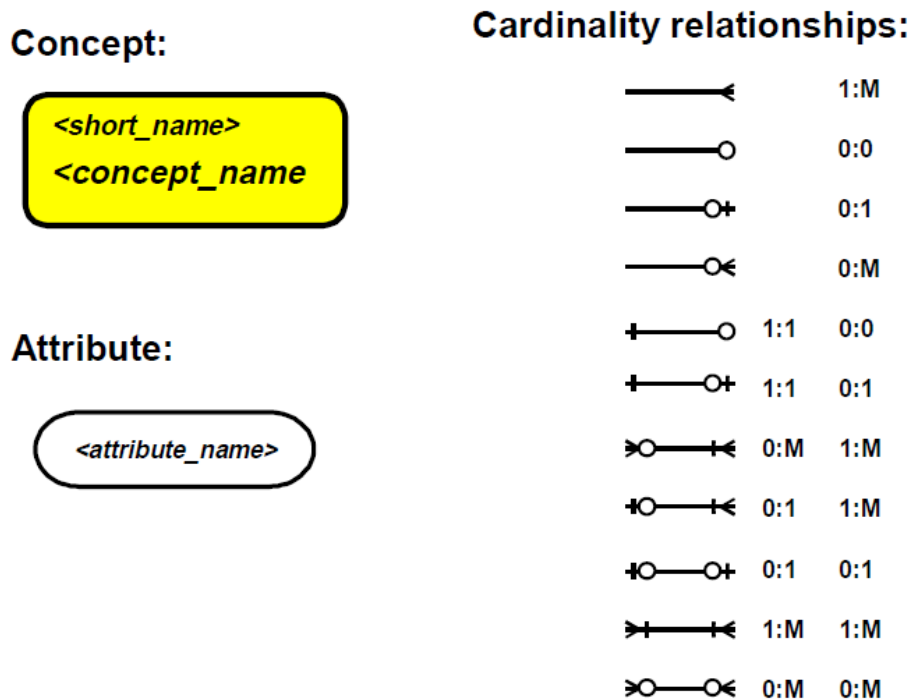 Concept:
<short_name>
<concept_name
Attribute:
<attribute_name>
Cardinality relationships:
1:M
0:0
0:1
0:M
1:1 0:0
1:1 0:1
0:M 1:M
0:1 1:M
0:1 0:1
1:M 1:M
0:M 0:M